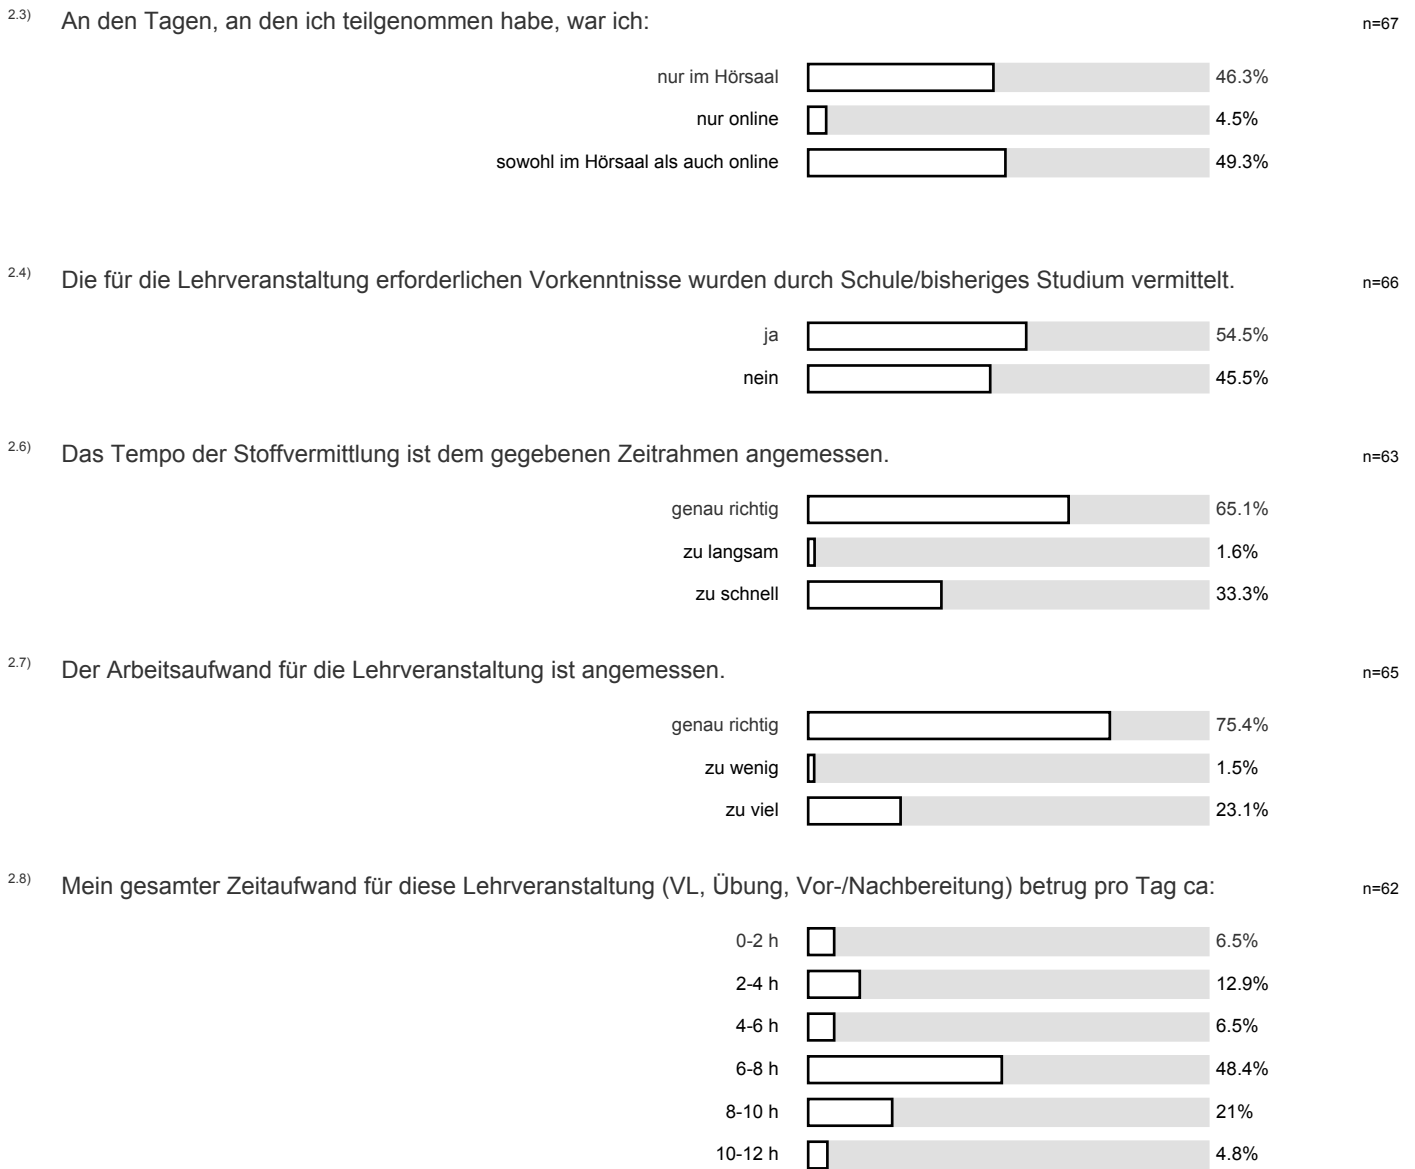 2.3) An den Tagen, an den ich teilgenommen habe, war ich: n=67
nur im Hörsaal 46.3%
nur online 4.5%
sowohl im Hörsaal als auch online 49.3%
2.4) Die für die Lehrveranstaltung erforderlichen Vorkenntnisse wurden durch Schule/bisheriges Studium vermittelt. n=66
ja 54.5%
nein 45.5%
2.6) Das Tempo der Stoffvermittlung ist dem gegebenen Zeitrahmen angemessen. n=63
genau richtig 65.1%
zu langsam 1.6%
zu schnell 33.3%
2.7) Der Arbeitsaufwand für die Lehrveranstaltung ist angemessen. n=65
genau richtig 75.4%
zu wenig 1.5%
zu viel 23.1%
2.8) Mein gesamter Zeitaufwand für diese Lehrveranstaltung (VL, Übung, Vor-/Nachbereitung) betrug pro Tag ca: n=62
0-2 h 6.5%
2-4 h 12.9%
4-6 h 6.5%
6-8 h 48.4%
8-10 h 21%
10-12 h 4.8%